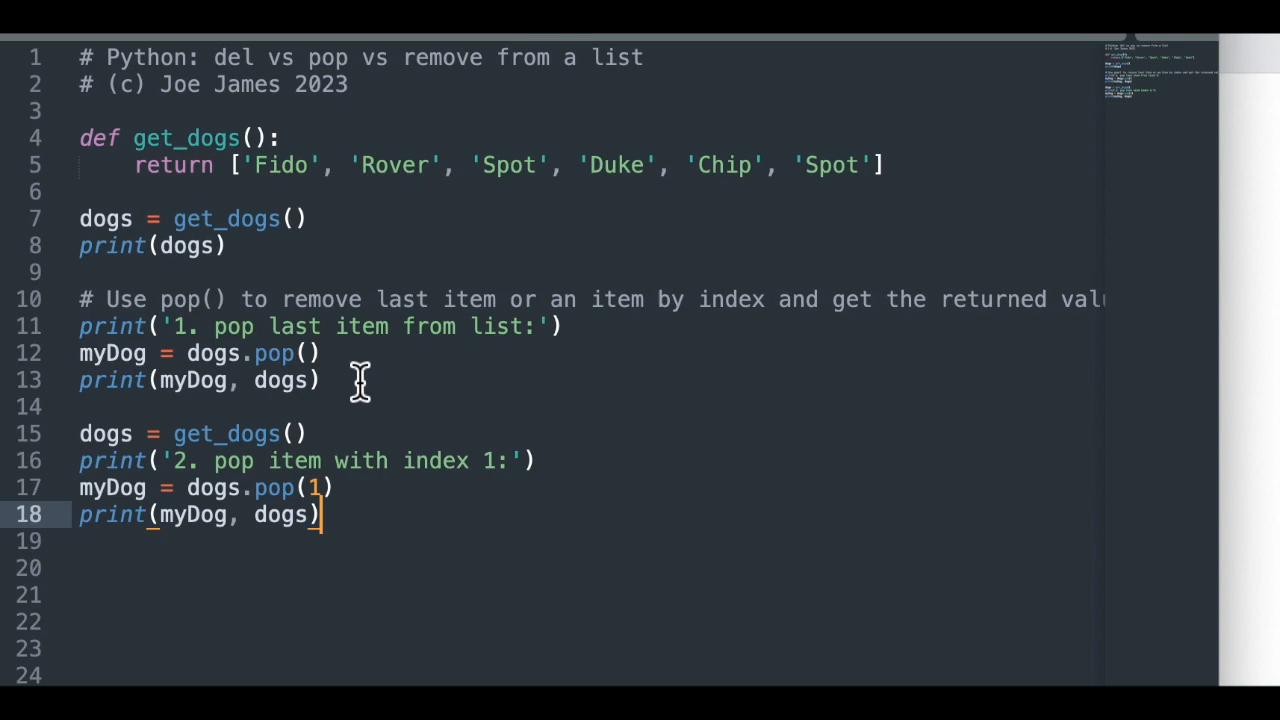 1 # Python: del vs pop vs remove from a list
2 # (c) Joe James 2023
3
4 def get_dogs():
5     return ['Fido', 'Rover', 'Spot', 'Duke', 'Chip', 'Spot']
6
7 dogs = get_dogs()
8 print(dogs)
9
10 # Use pop() to remove last item or an item by index and get the returned valu
11 print('1. pop last item from list:')
12 myDog = dogs.pop()
13 print(myDog, dogs)
14
15 dogs = get_dogs()
16 print('2. pop item with index 1:')
17 myDog = dogs.pop(1)
18 print(myDog, dogs)
19
20
21
22
23
24